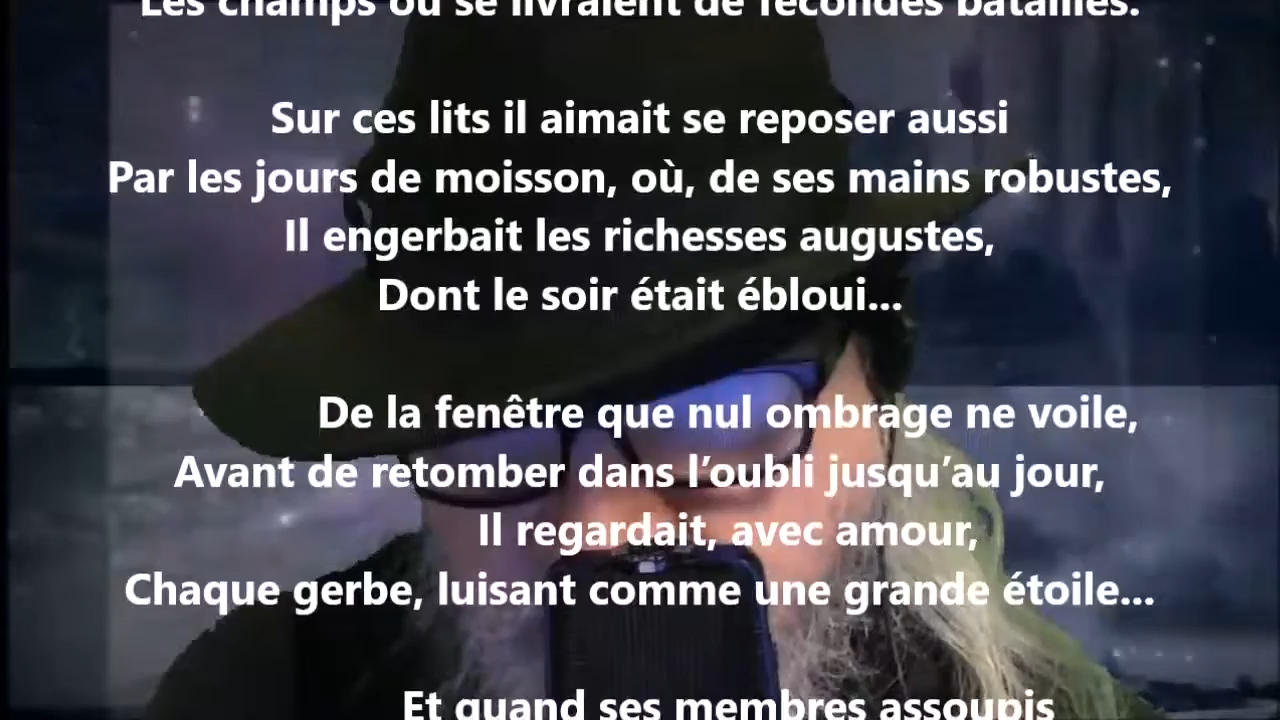 Les champs où se livraient de fécondes batailles.
Sur ces lits il aimait se reposer aussi
Par les jours de moisson, où, de ses mains robustes,
Il engerbait les richesses augustes,
Dont le soir était ébloui...
De la fenêtre que nul ombrage ne voile,
Avant de retomber dans l’oubli jusqu’au jour,
Il regardait, avec amour,
Chaque gerbe, luisant comme une grande étoile...
Et quand ses membres assoupis